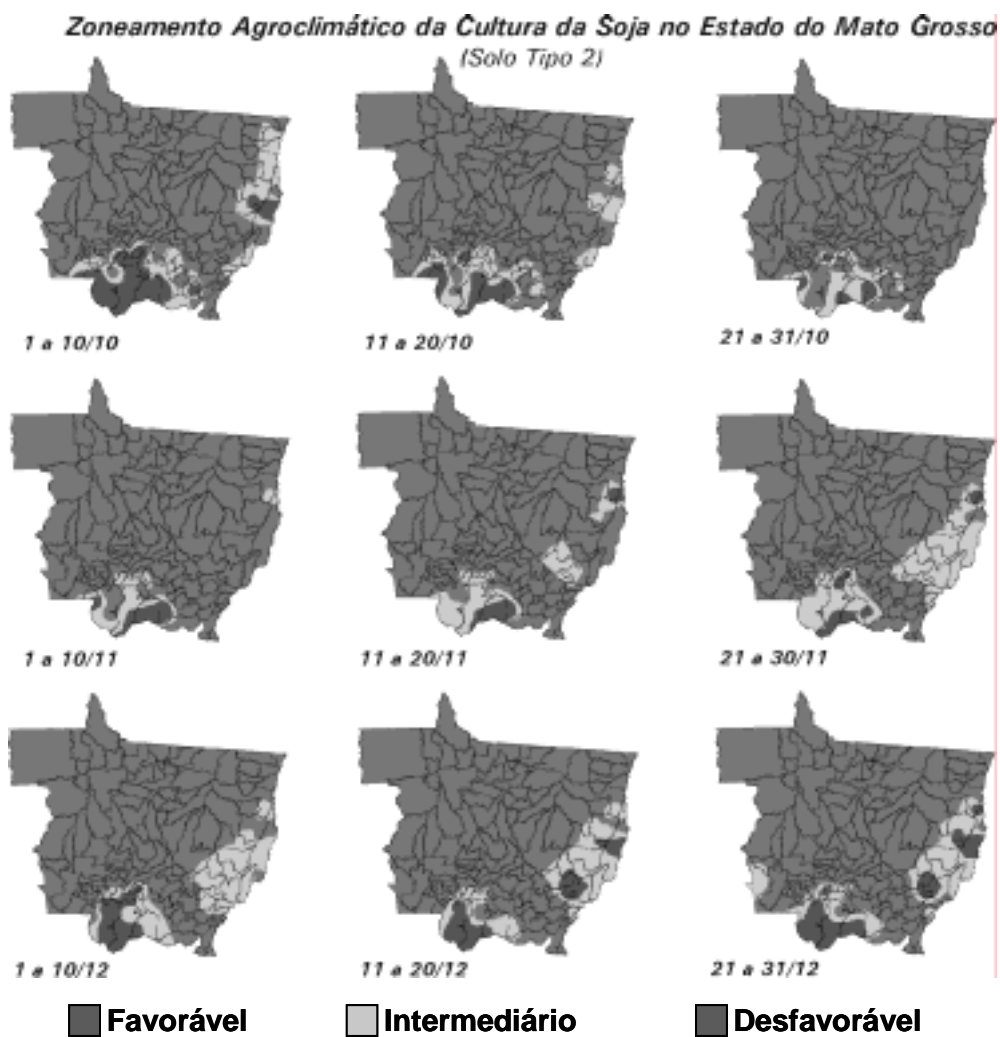 Zoneamento Agroclimático da Cultura da Soja no Estado do Mato Grosso
(Solo Tipo 2)
1 a 10/10
11 a 20/10
21 a 31/10
1 a 10/11
11 a 20/11
21 a 30/11
1 a 10/12
11 a 20/12
21 a 31/12
Favorável
Intermediário
Desfavorável